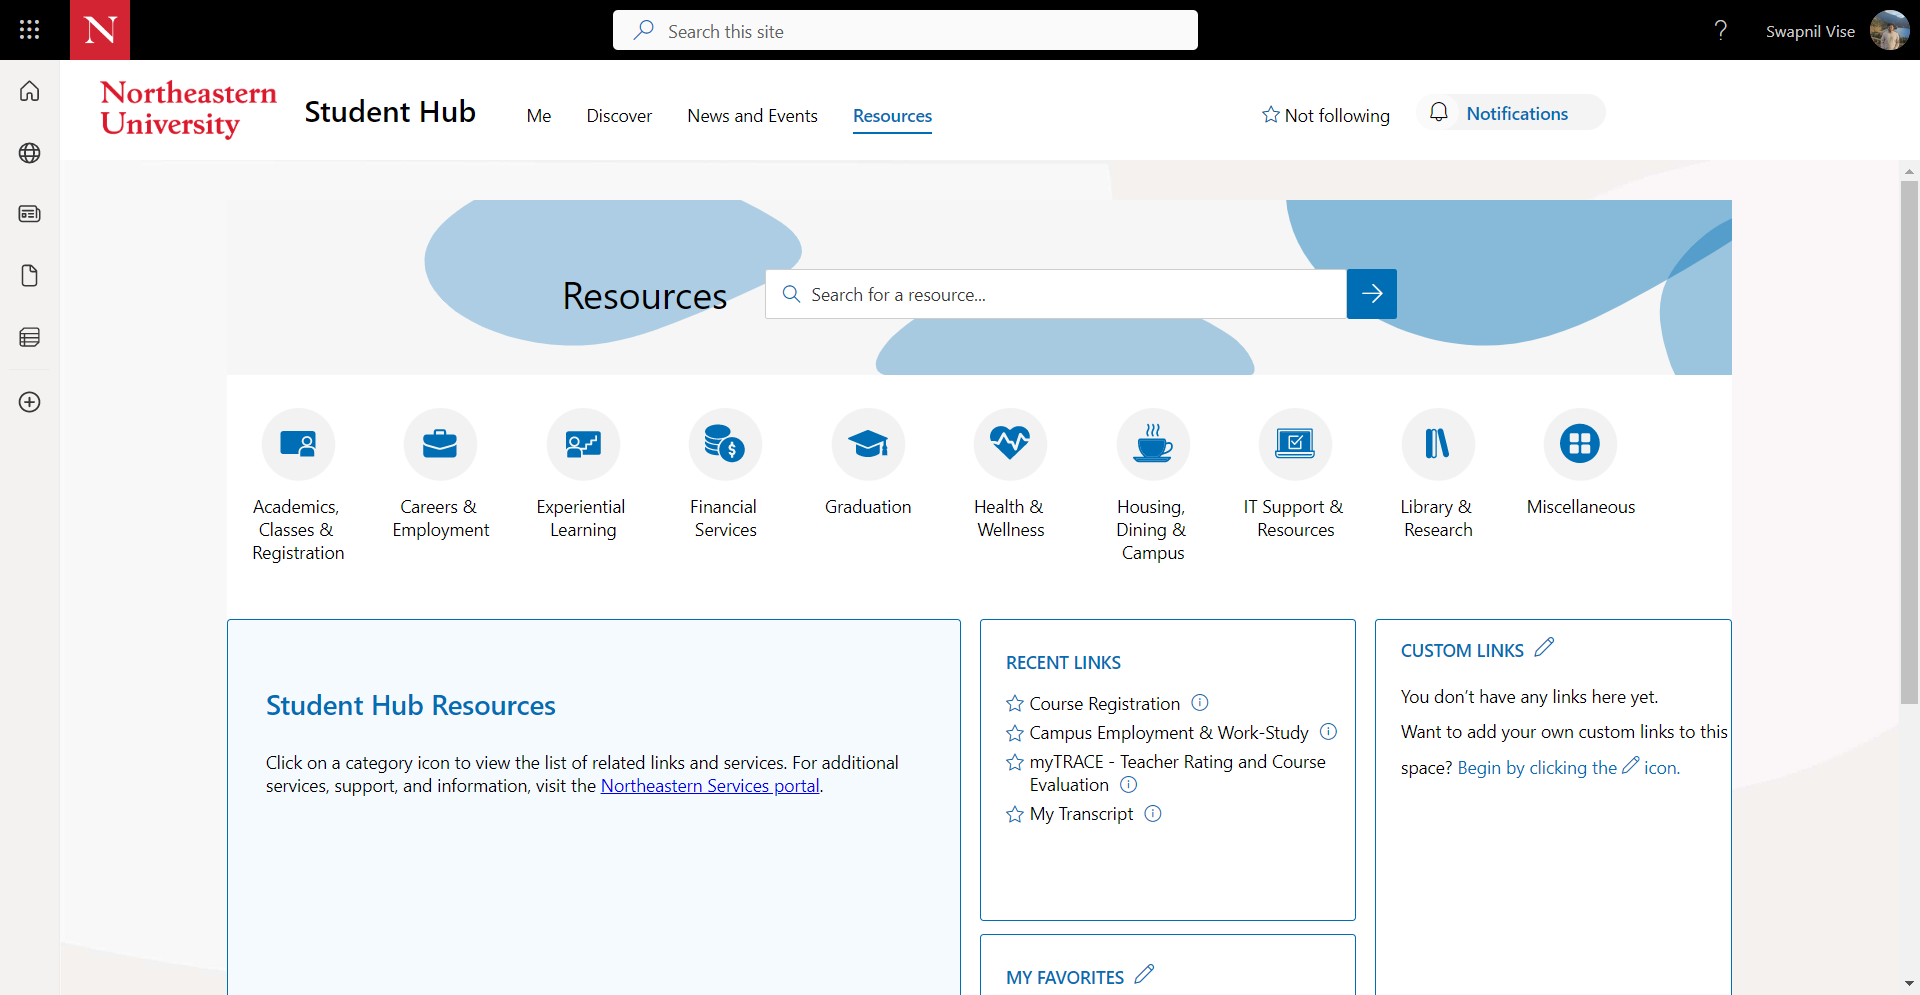 N
Search this site
?
Swapnil Vise
Northeastern
University
Student Hub
Me
Discover
News and Events
Resources
Not following
Notifications
Resources
Search for a resource...
Academics,
Classes &
Registration
Careers &
Employment
Experiential
Learning
Financial
Services
Graduation
Health &
Wellness
Housing,
Dining &
Campus
IT Support &
Resources
Library &
Research
Miscellaneous
Student Hub Resources
Click on a category icon to view the list of related links and services. For additional
services, support, and information, visit the Northeastern Services portal.
RECENT LINKS
Course Registration
Campus Employment & Work-Study
myTRACE - Teacher Rating and Course
Evaluation
My Transcript
MY FAVORITES
CUSTOM LINKS
You don’t have any links here yet.
Want to add your own custom links to this
space? Begin by clicking the icon.